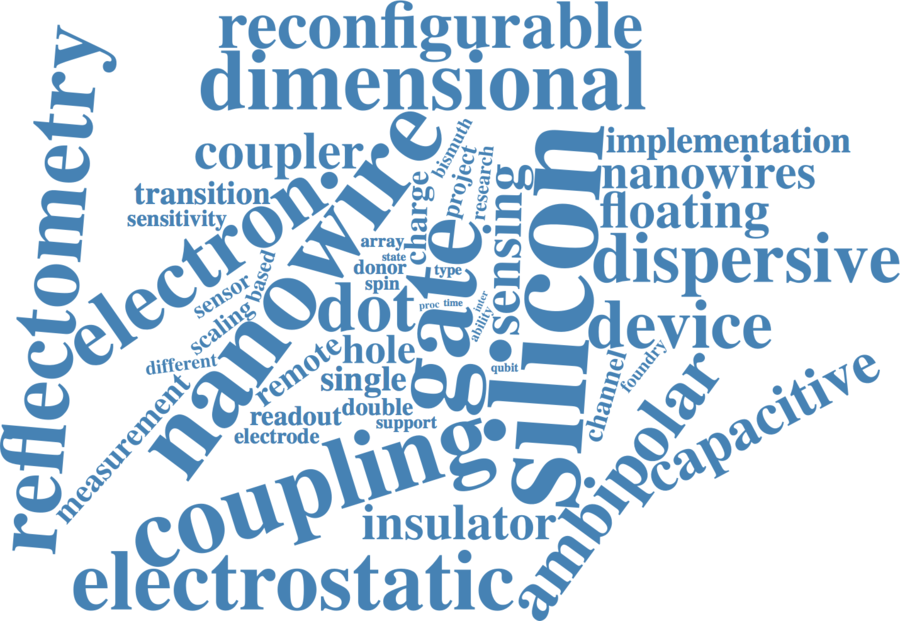 reconfigurable
dimensional
reflectometry
coupler
nanowire
bismuth
silicon
implementation
transition
electron
charge
project
research
nanowires
sensitivity
sensing
floating
array
state
donor
type
gate
dispersive
sensor
based
spin
dot
proc
time
inter
ability
device
scaling
different
remote
hole
single
qubit
channel
foundry
measurement
readout
double
support
electrode
ambipolar
capacitive
coupling
insulator
electrostatic